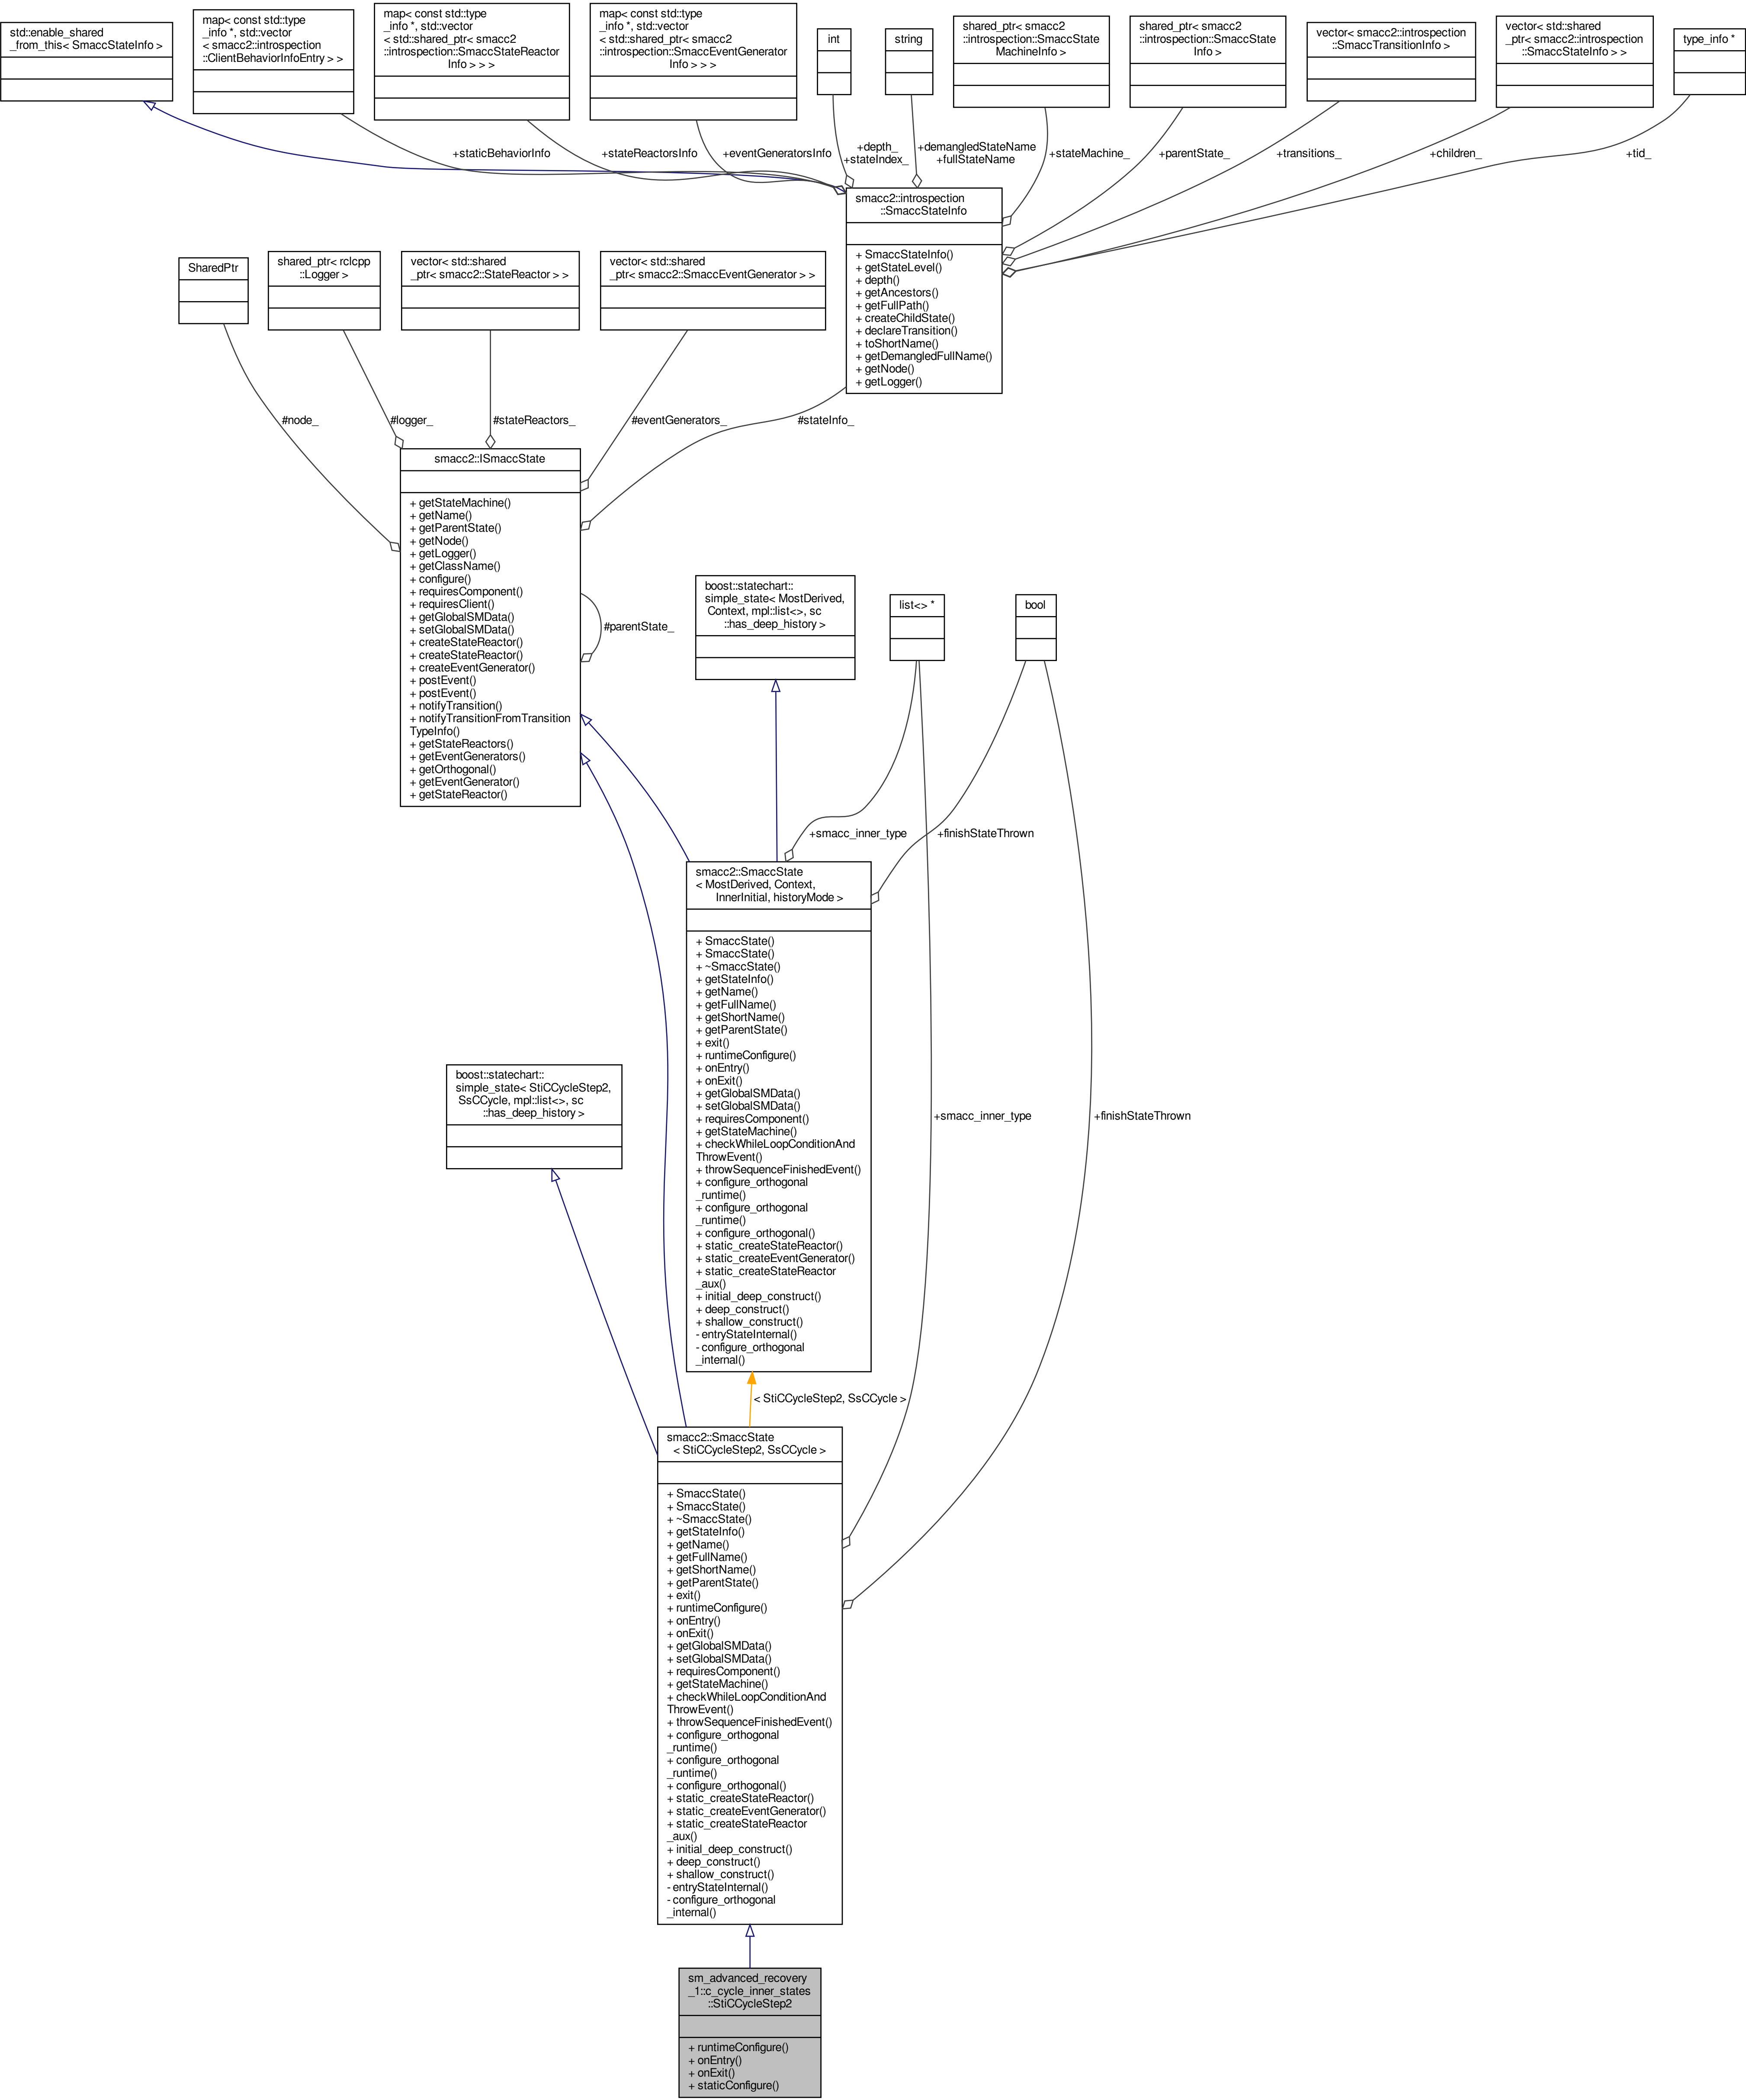 std::enable_shared
_from_this< SmaccStateInfo >
map< const std::type
_info *, std::vector
< smacc2::introspection
::ClientBehaviorInfoEntry > >
map< const std::type
_info *, std::vector
< std::shared_ptr< smacc2
::introspection::SmaccStateReactor
Info > > >
map< const std::type
_info *, std::vector
< std::shared_ptr< smacc2
::introspection::SmaccEventGenerator
Info > > >
int
string
shared_ptr< smacc2
::introspection::SmaccState
MachineInfo >
shared_ptr< smacc2
::introspection::SmaccState
Info >
vector< smacc2::introspection
::SmaccTransitionInfo >
vector< std::shared
_ptr< smacc2::introspection
::SmaccStateInfo > >
type_info *
+staticBehaviorInfo
+stateReactorsInfo
+eventGeneratorsInfo
+depth_
+stateIndex_
+demangledStateName
+fullStateName
+stateMachine_
+parentState_
+transitions_
+children_
+tid_
smacc2::introspection
::SmaccStateInfo
+ SmaccStateInfo()
+ getStateLevel()
+ depth()
+ getAncestors()
+ getFullPath()
+ createChildState()
+ declareTransition()
+ toShortName()
+ getDemangledFullName()
+ getNode()
+ getLogger()
SharedPtr
shared_ptr< rclcpp
::Logger >
vector< std::shared
_ptr< smacc2::StateReactor > >
vector< std::shared
_ptr< smacc2::SmaccEventGenerator > >
#node_
#logger_
#stateReactors_
#eventGenerators_
#stateInfo_
smacc2::ISmaccState
+ getStateMachine()
+ getName()
+ getParentState()
+ getNode()
+ getLogger()
+ getClassName()
+ configure()
+ requiresComponent()
+ requiresClient()
+ getGlobalSMData()
+ setGlobalSMData()
+ createStateReactor()
+ createStateReactor()
+ createEventGenerator()
+ postEvent()
+ postEvent()
+ notifyTransition()
+ notifyTransitionFromTransition
TypeInfo()
+ getStateReactors()
+ getEventGenerators()
+ getOrthogonal()
+ getEventGenerator()
+ getStateReactor()
#parentState_
boost::statechart::
simple_state< MostDerived,
Context, mpl::list<>, sc
::has_deep_history >
list<> *
bool
+smacc_inner_type
+finishStateThrown
smacc2::SmaccState
< MostDerived, Context,
InnerInitial, historyMode >
+ SmaccState()
+ SmaccState()
+ ~SmaccState()
+ getStateInfo()
+ getName()
+ getFullName()
+ getShortName()
+ getParentState()
+ exit()
+ runtimeConfigure()
+ onEntry()
+ onExit()
+ getGlobalSMData()
+ setGlobalSMData()
+ requiresComponent()
+ getStateMachine()
+ checkWhileLoopConditionAnd
ThrowEvent()
+ throwSequenceFinishedEvent()
+ configure_orthogonal
_runtime()
+ configure_orthogonal
_runtime()
+ configure_orthogonal()
+ static_createStateReactor()
+ static_createEventGenerator()
+ static_createStateReactor
_aux()
+ initial_deep_construct()
+ deep_construct()
+ shallow_construct()
- entryStateInternal()
- configure_orthogonal
_internal()
boost::statechart::
simple_state< StiCCycleStep2,
SsCCycle, mpl::list<>, sc
::has_deep_history >
+smacc_inner_type
+finishStateThrown
< StiCCycleStep2, SsCCycle >
smacc2::SmaccState
< StiCCycleStep2, SsCCycle >
+ SmaccState()
+ SmaccState()
+ ~SmaccState()
+ getStateInfo()
+ getName()
+ getFullName()
+ getShortName()
+ getParentState()
+ exit()
+ runtimeConfigure()
+ onEntry()
+ onExit()
+ getGlobalSMData()
+ setGlobalSMData()
+ requiresComponent()
+ getStateMachine()
+ checkWhileLoopConditionAnd
ThrowEvent()
+ throwSequenceFinishedEvent()
+ configure_orthogonal
_runtime()
+ configure_orthogonal
_runtime()
+ configure_orthogonal()
+ static_createStateReactor()
+ static_createEventGenerator()
+ static_createStateReactor
_aux()
+ initial_deep_construct()
+ deep_construct()
+ shallow_construct()
- entryStateInternal()
- configure_orthogonal
_internal()
sm_advanced_recovery
_1::c_cycle_inner_states
::StiCCycleStep2
+ runtimeConfigure()
+ onEntry()
+ onExit()
+ staticConfigure()